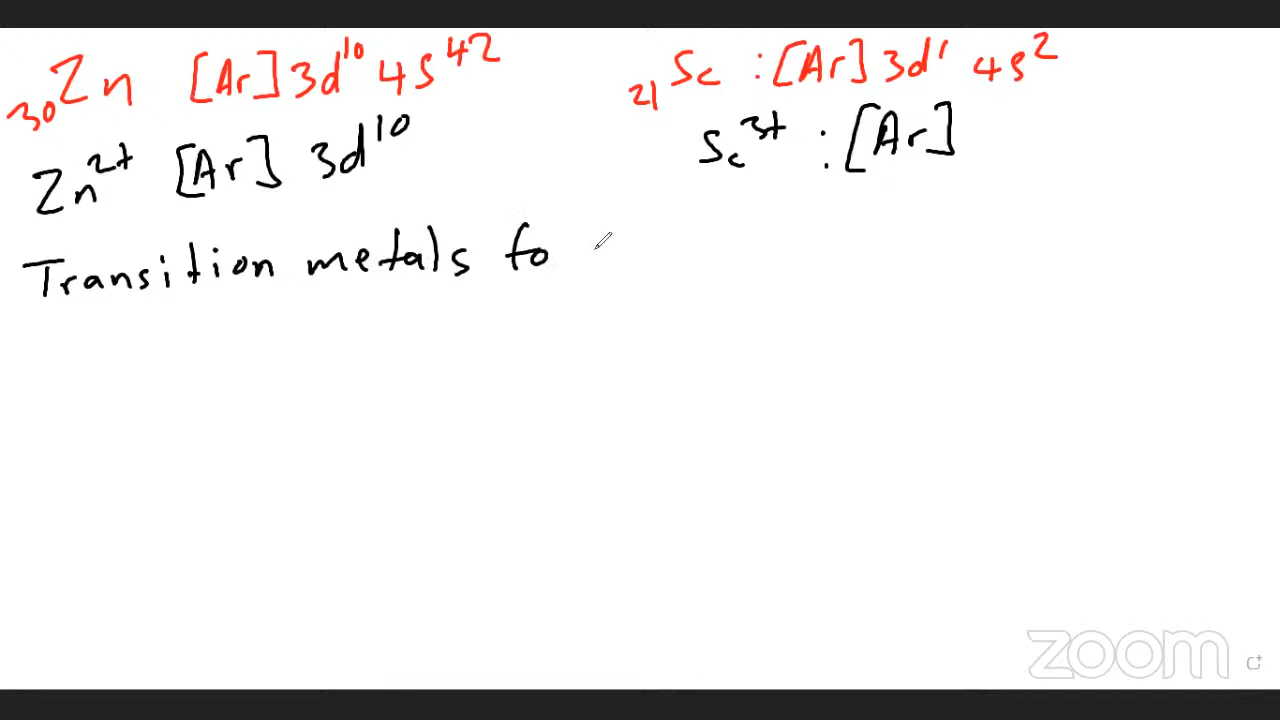 ₃₀Zn [Ar] 3d¹⁰ 4s⁴²
Zn²⁺ [Ar] 3d¹⁰
₂₁Sc : [Ar] 3d¹ 4s²
Sc³⁺ : [Ar]
Transition metals fo
zoom